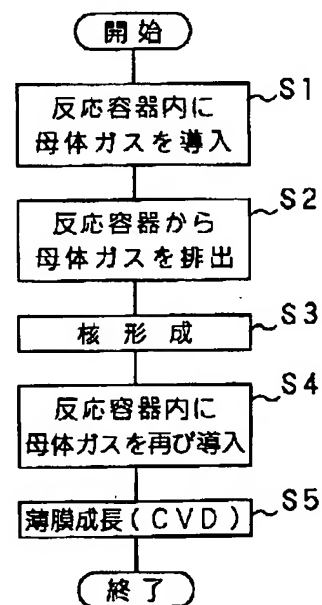 開始
S1
反応容器内に
母体ガスを導入
S2
反応容器から
母体ガスを排出
S3
核形成
S4
反応容器内に
母体ガスを再び導入
S5
薄膜成長(CVD)
終了